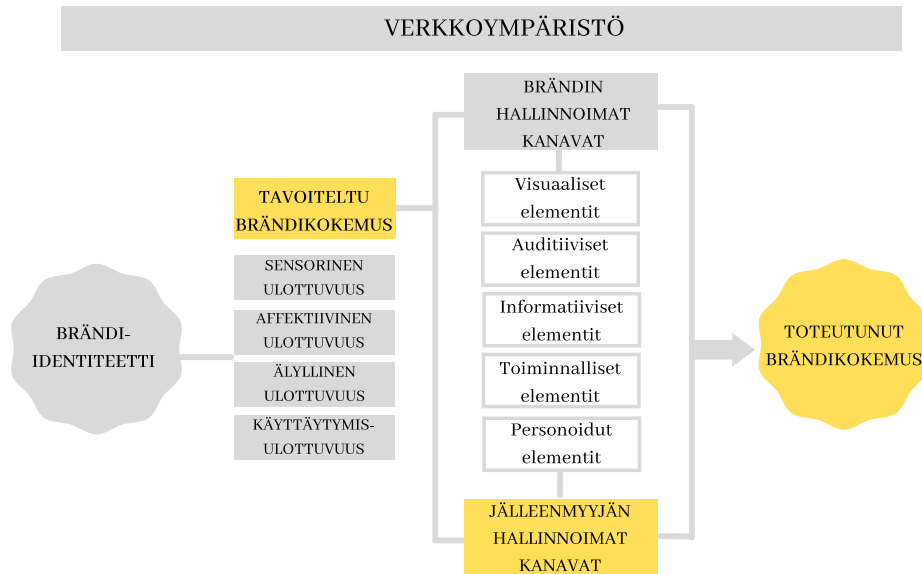 VERKKOYMPÄRISTÖ
BRÄNDI-
IDENTITEETTI
TAVOITELTU
BRÄNDIKOKEMUS
SENSORINEN
ULOTTUVUUS
AFFEKTIIVINEN
ULOTTUVUUS
ÄLYLLINEN
ULOTTUVUUS
KÄYTTÄYTYMIS-
ULOTTUVUUS
BRÄNDIN
HALLINNOIMAT
KANAVAT
Visuaaliset
elementit
Auditiiviset
elementit
Informatiiviset
elementit
Toiminnalliset
elementit
Personoidut
elementit
JÄLLEENMYYJÄN
HALLINNOIMAT
KANAVAT
TOTEUTUNUT
BRÄNDIKOKEMUS